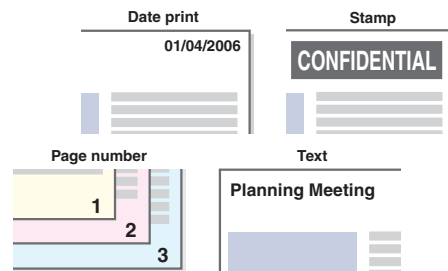 Date print
01/04/2006
Stamp
CONFIDENTIAL
Page number
1
2
3
Text
Planning Meeting